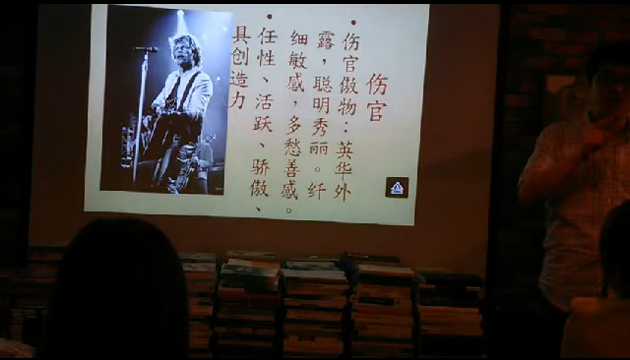 伤官
伤官傲物：英华外
露，聪明秀丽。纤
细敏感，多愁善感。
任性、活跃、骄傲、
具创造力